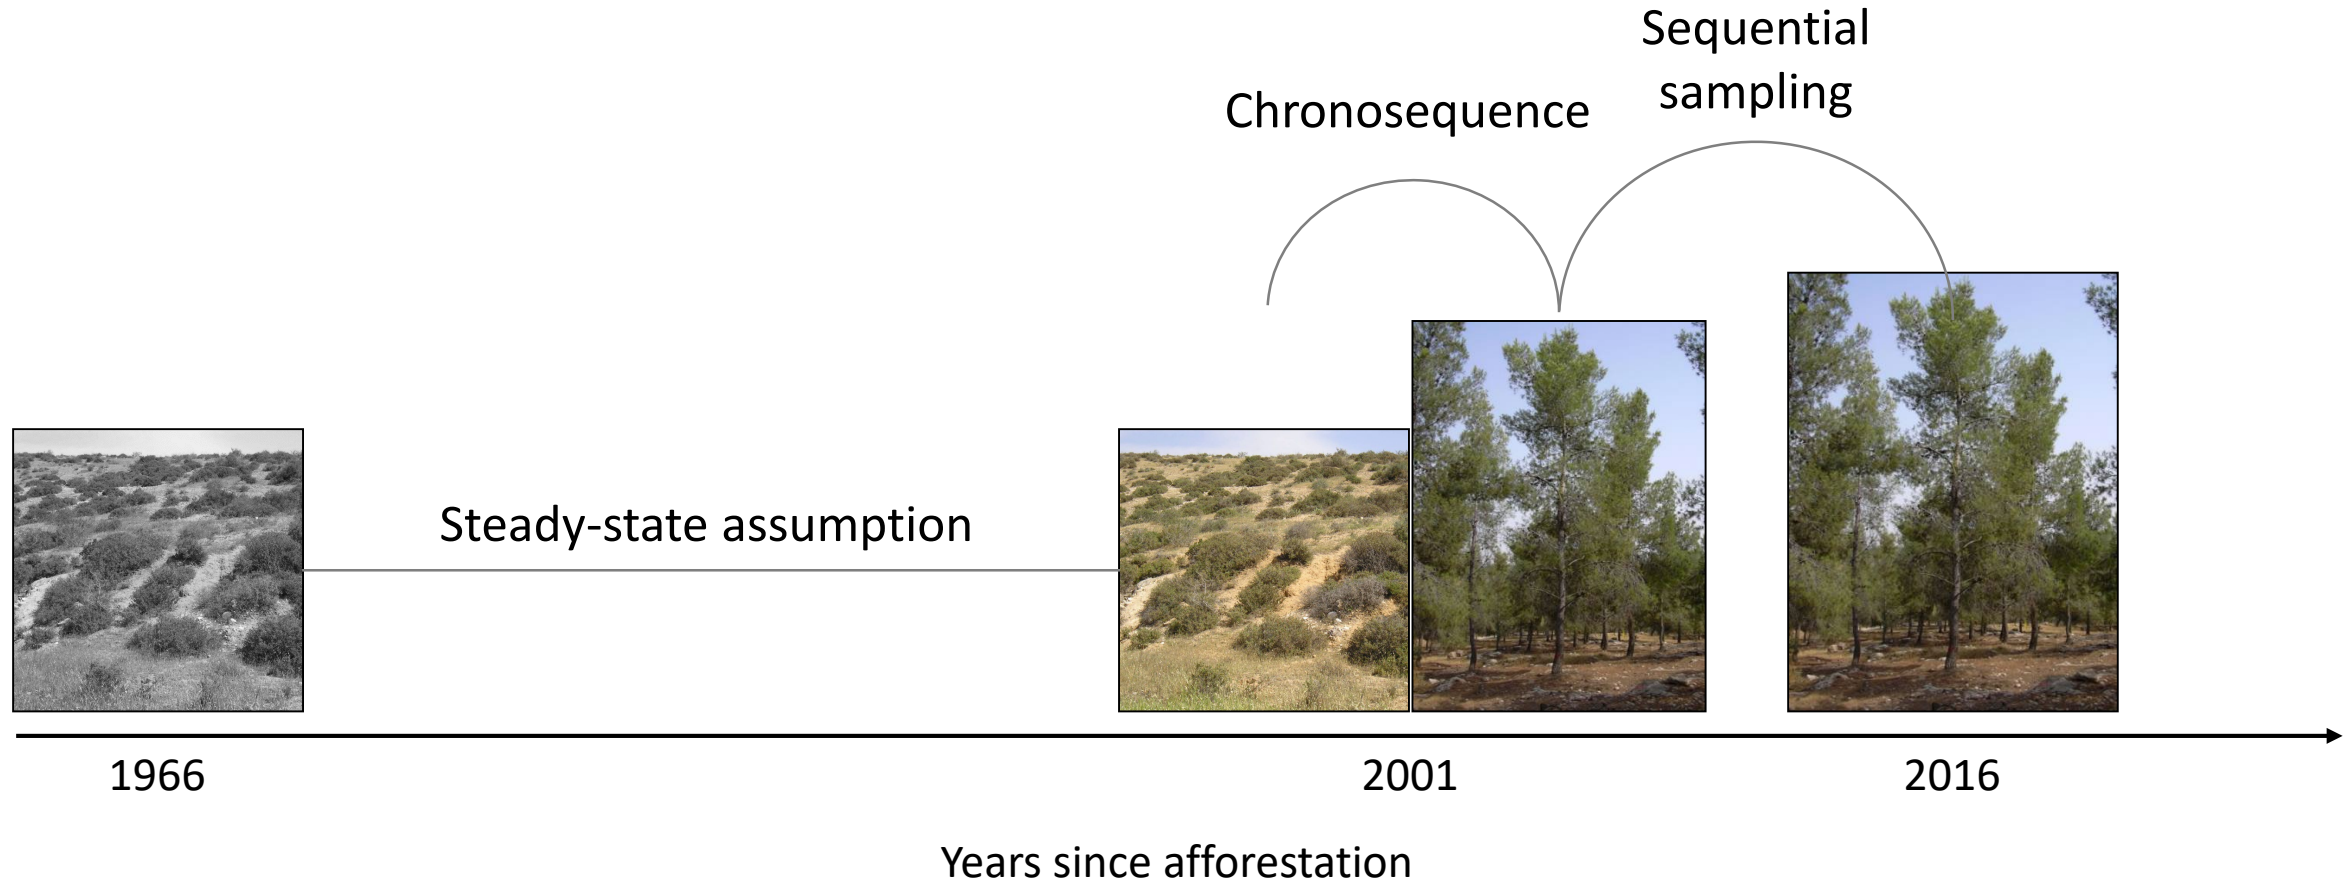 Sequential
sampling
Chronosequence
Steady-state assumption
1966
2001
2016
Years since afforestation